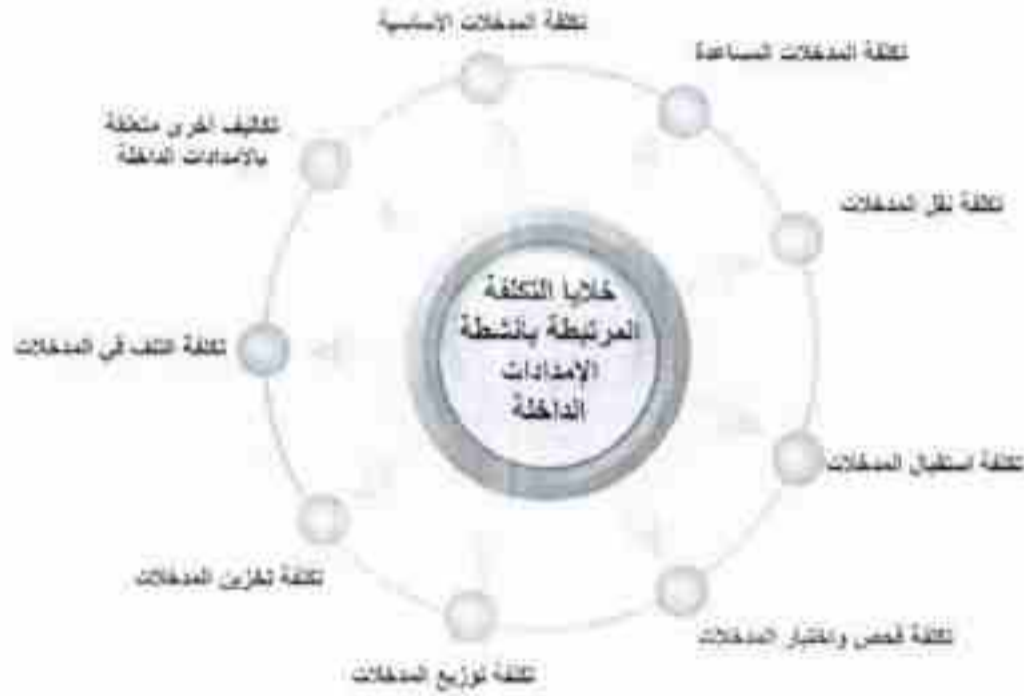 تكلفة المدخلات الاساسية
تكلفة المدخلات المساعدة
تكاليف اخرى متعلقة
بالامدادات الداخلة
تكلفة نقل المدخلات
خلايا التكلفة
المرتبطة بأنشطة
الامدادات
الداخلة
تكلفة التلف في المدخلات
تكلفة استقبال المدخلات
تكلفة تخزين المدخلات
تكلفة فحص واختبار المدخلات
تكلفة توزيع المدخلات